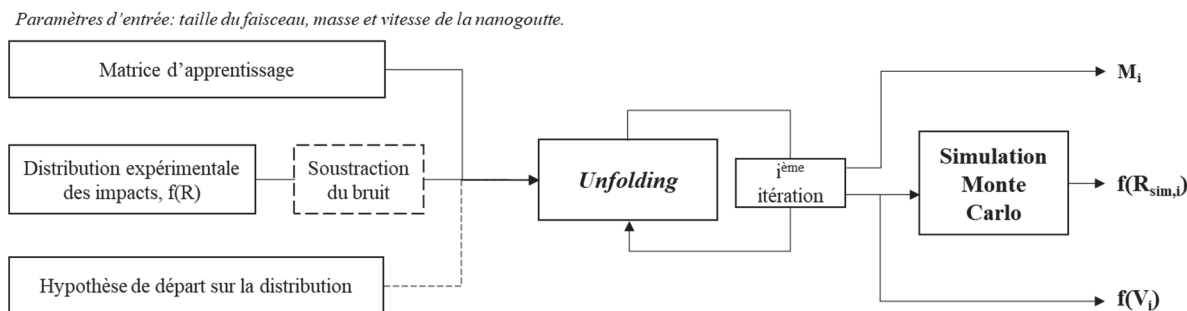 Paramètres d'entrée: taille du faisceau, masse et vitesse de la nanogoutte.
Matrice d'apprentissage
Distribution expérimentale
des impacts, f(R)
Soustraction
du bruit
Hypothèse de départ sur la distribution
Unfolding
ième
itération
Simulation
Monte
Carlo
Mi
f(Rsim,i)
f(Vi)